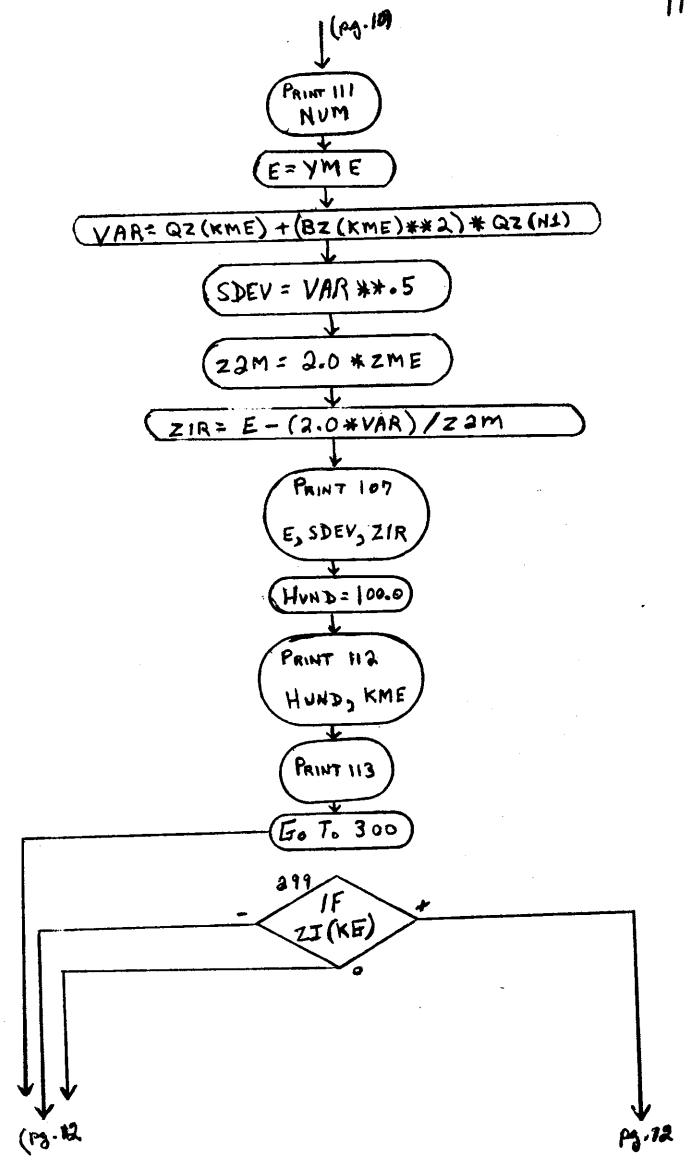 11
(pg.10)
PRINT 111
NUM
E = YME
VAR = QZ(KME) + (BZ(KME)**2) * QZ(N1)
SDEV = VAR **.5
Z2M = 2.0 * ZME
Z1R = E - (2.0*VAR) / Z2M
PRINT 107
E, SDEV, Z1R
HUND = 100.0
PRINT 112
HUND, KME
PRINT 113
GO TO 300
299
IF
ZI(KE)
- +
0
(pg.12 pg.12